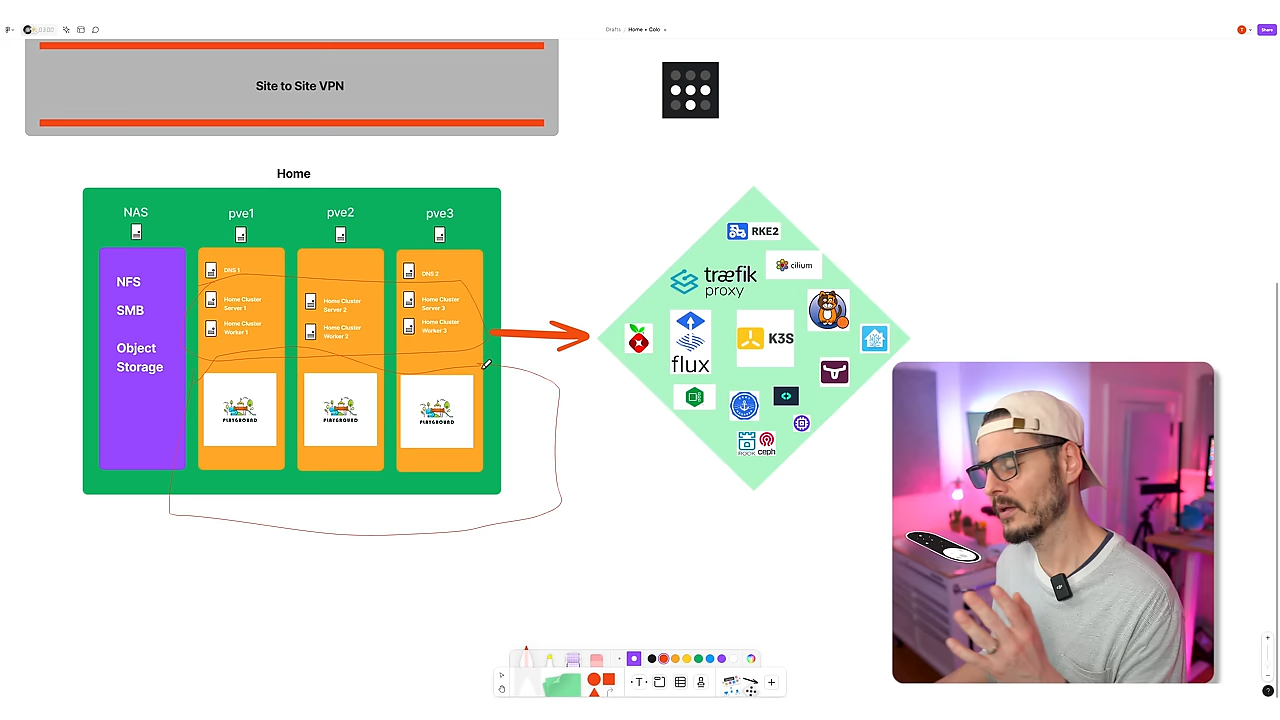 03:00
Drafts / Home + Colo
Share
Site to Site VPN
Home
NAS
pve1
pve2
pve3
NFS
SMB
Object
Storage
DNS 1
Home Cluster
Server 1
Home Cluster
Worker 1
PLAYGROUND
Home Cluster
Server 2
Home Cluster
Worker 2
PLAYGROUND
DNS 2
Home Cluster
Server 3
Home Cluster
Worker 3
PLAYGROUND
RKE2
cilium
træfik
proxy
flux
K3S
ROOK
ceph
T